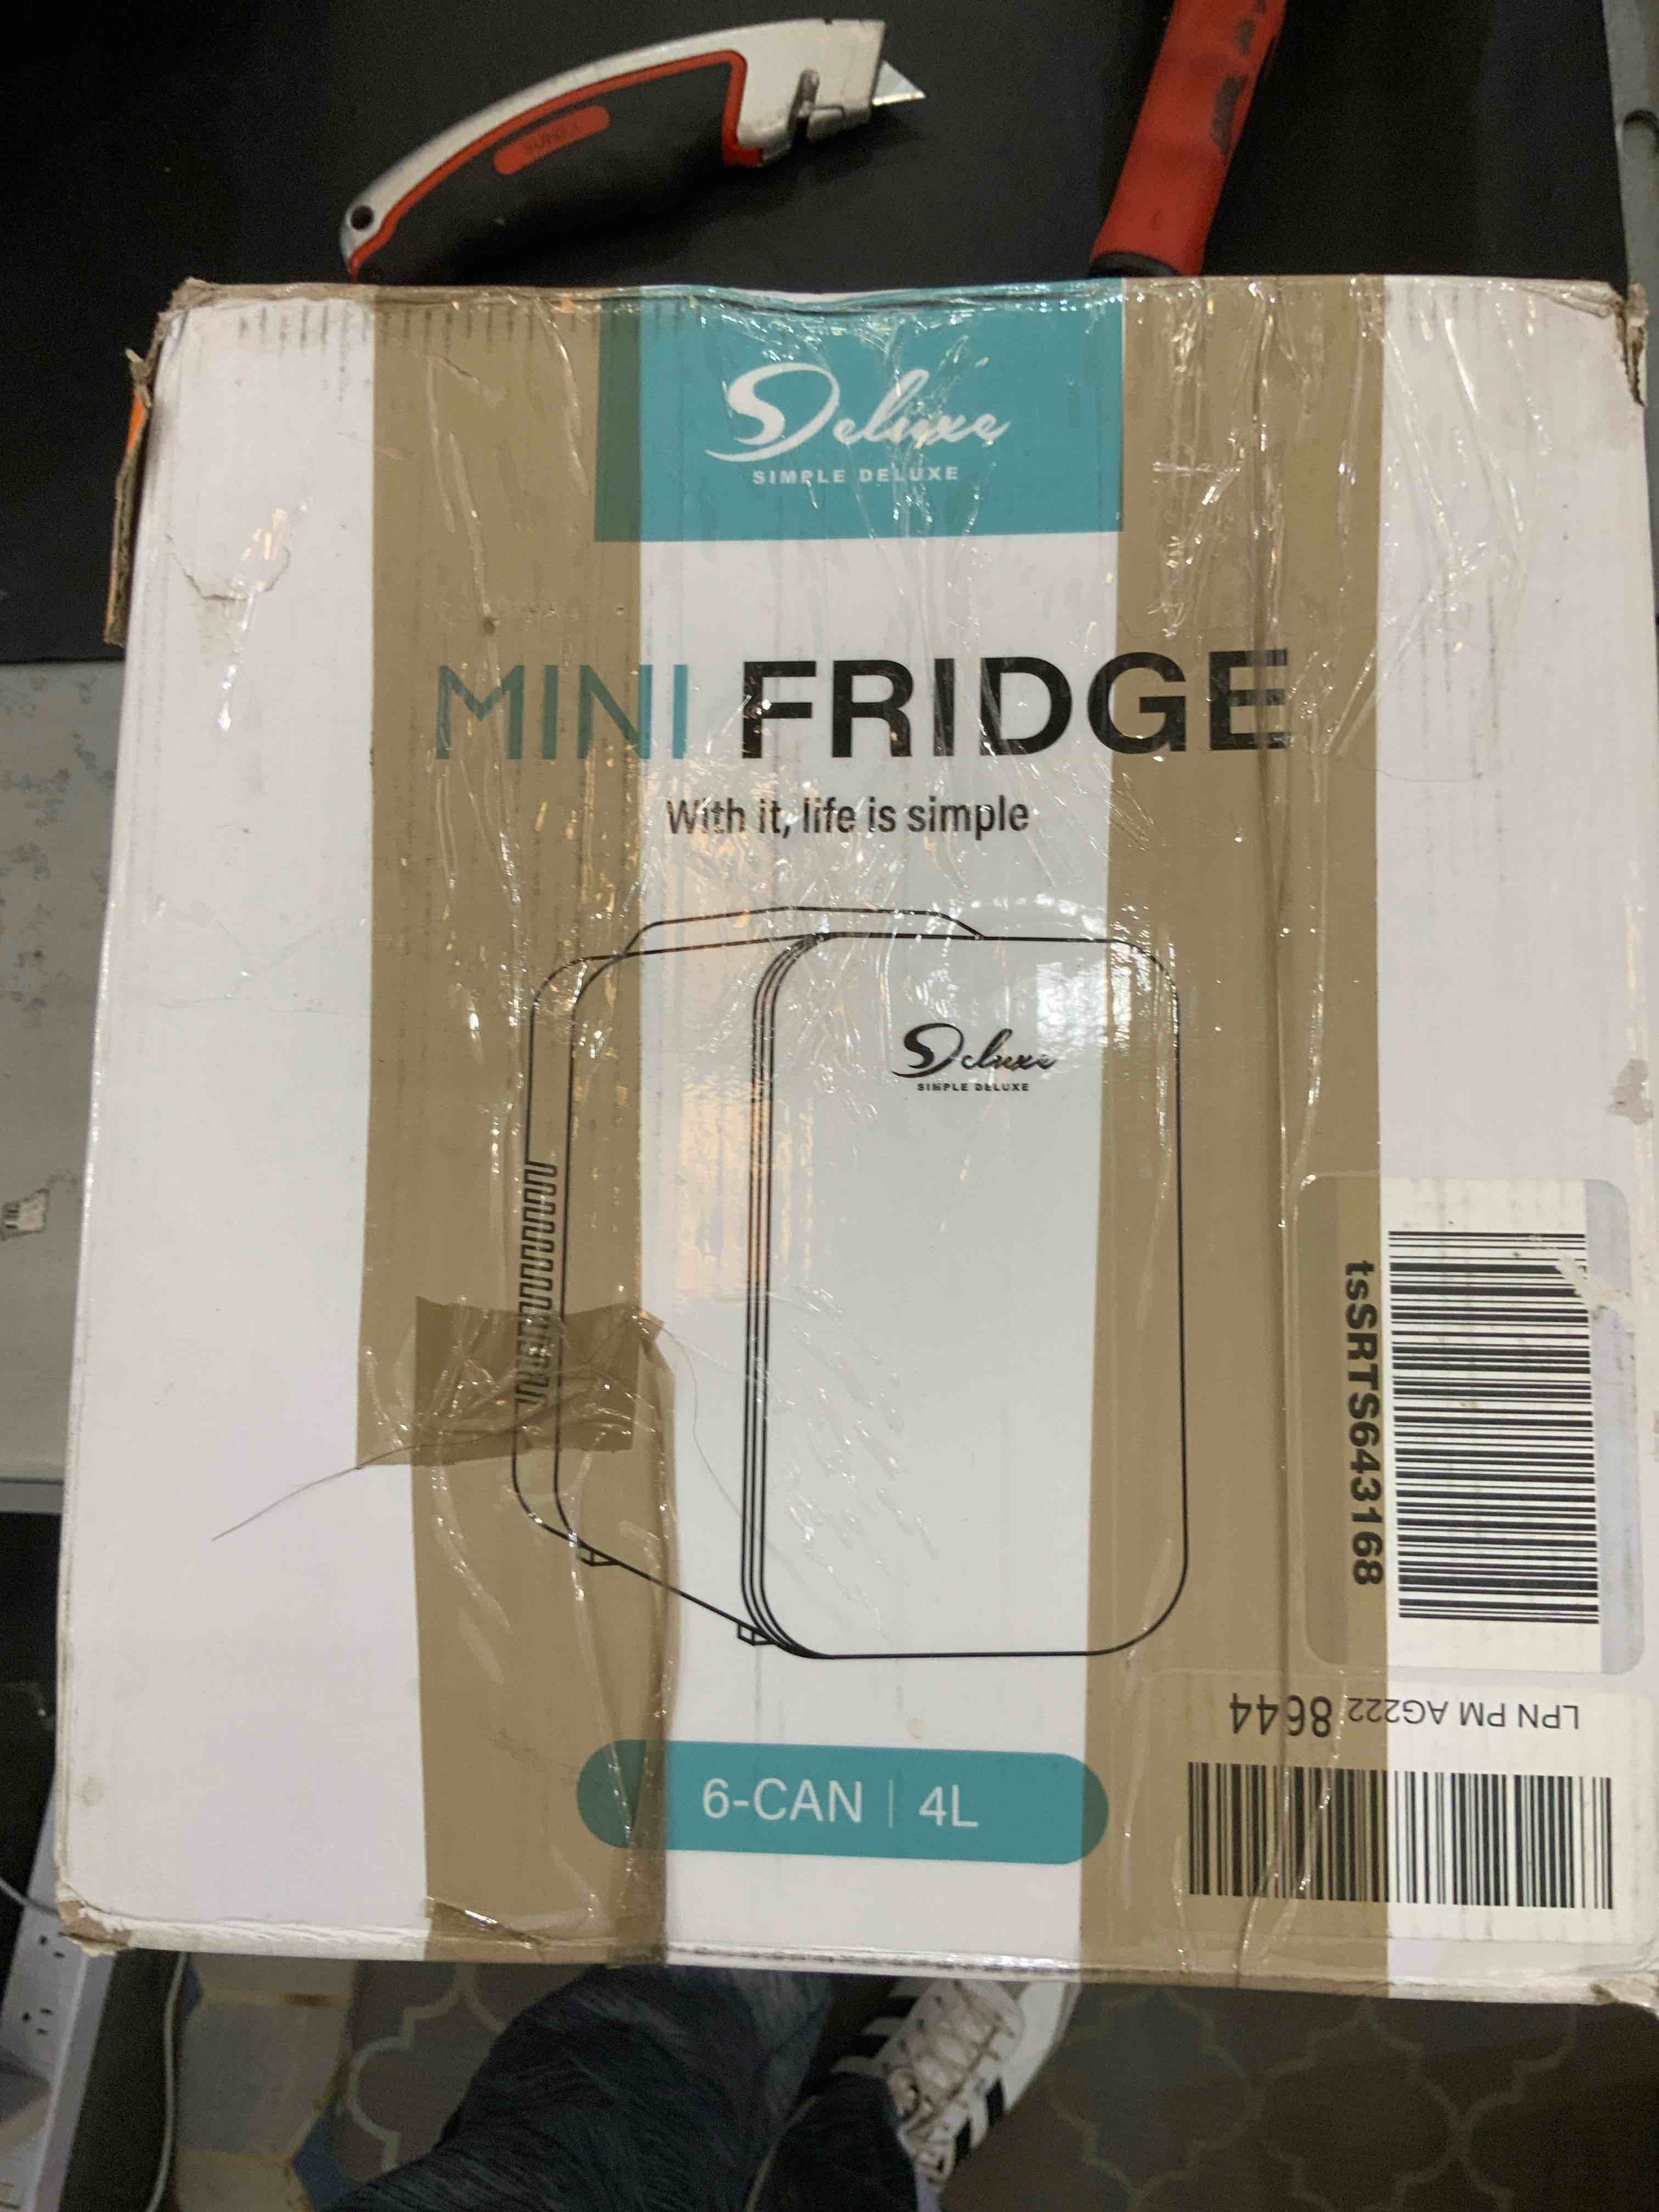 Deluxe
SIMPLE DELUXE
MINI FRIDGE
With it, life is simple
Deluxe
SIMPLE DELUXE
tsSRTS643168
LPN PM AG222 8644
6-CAN | 4L